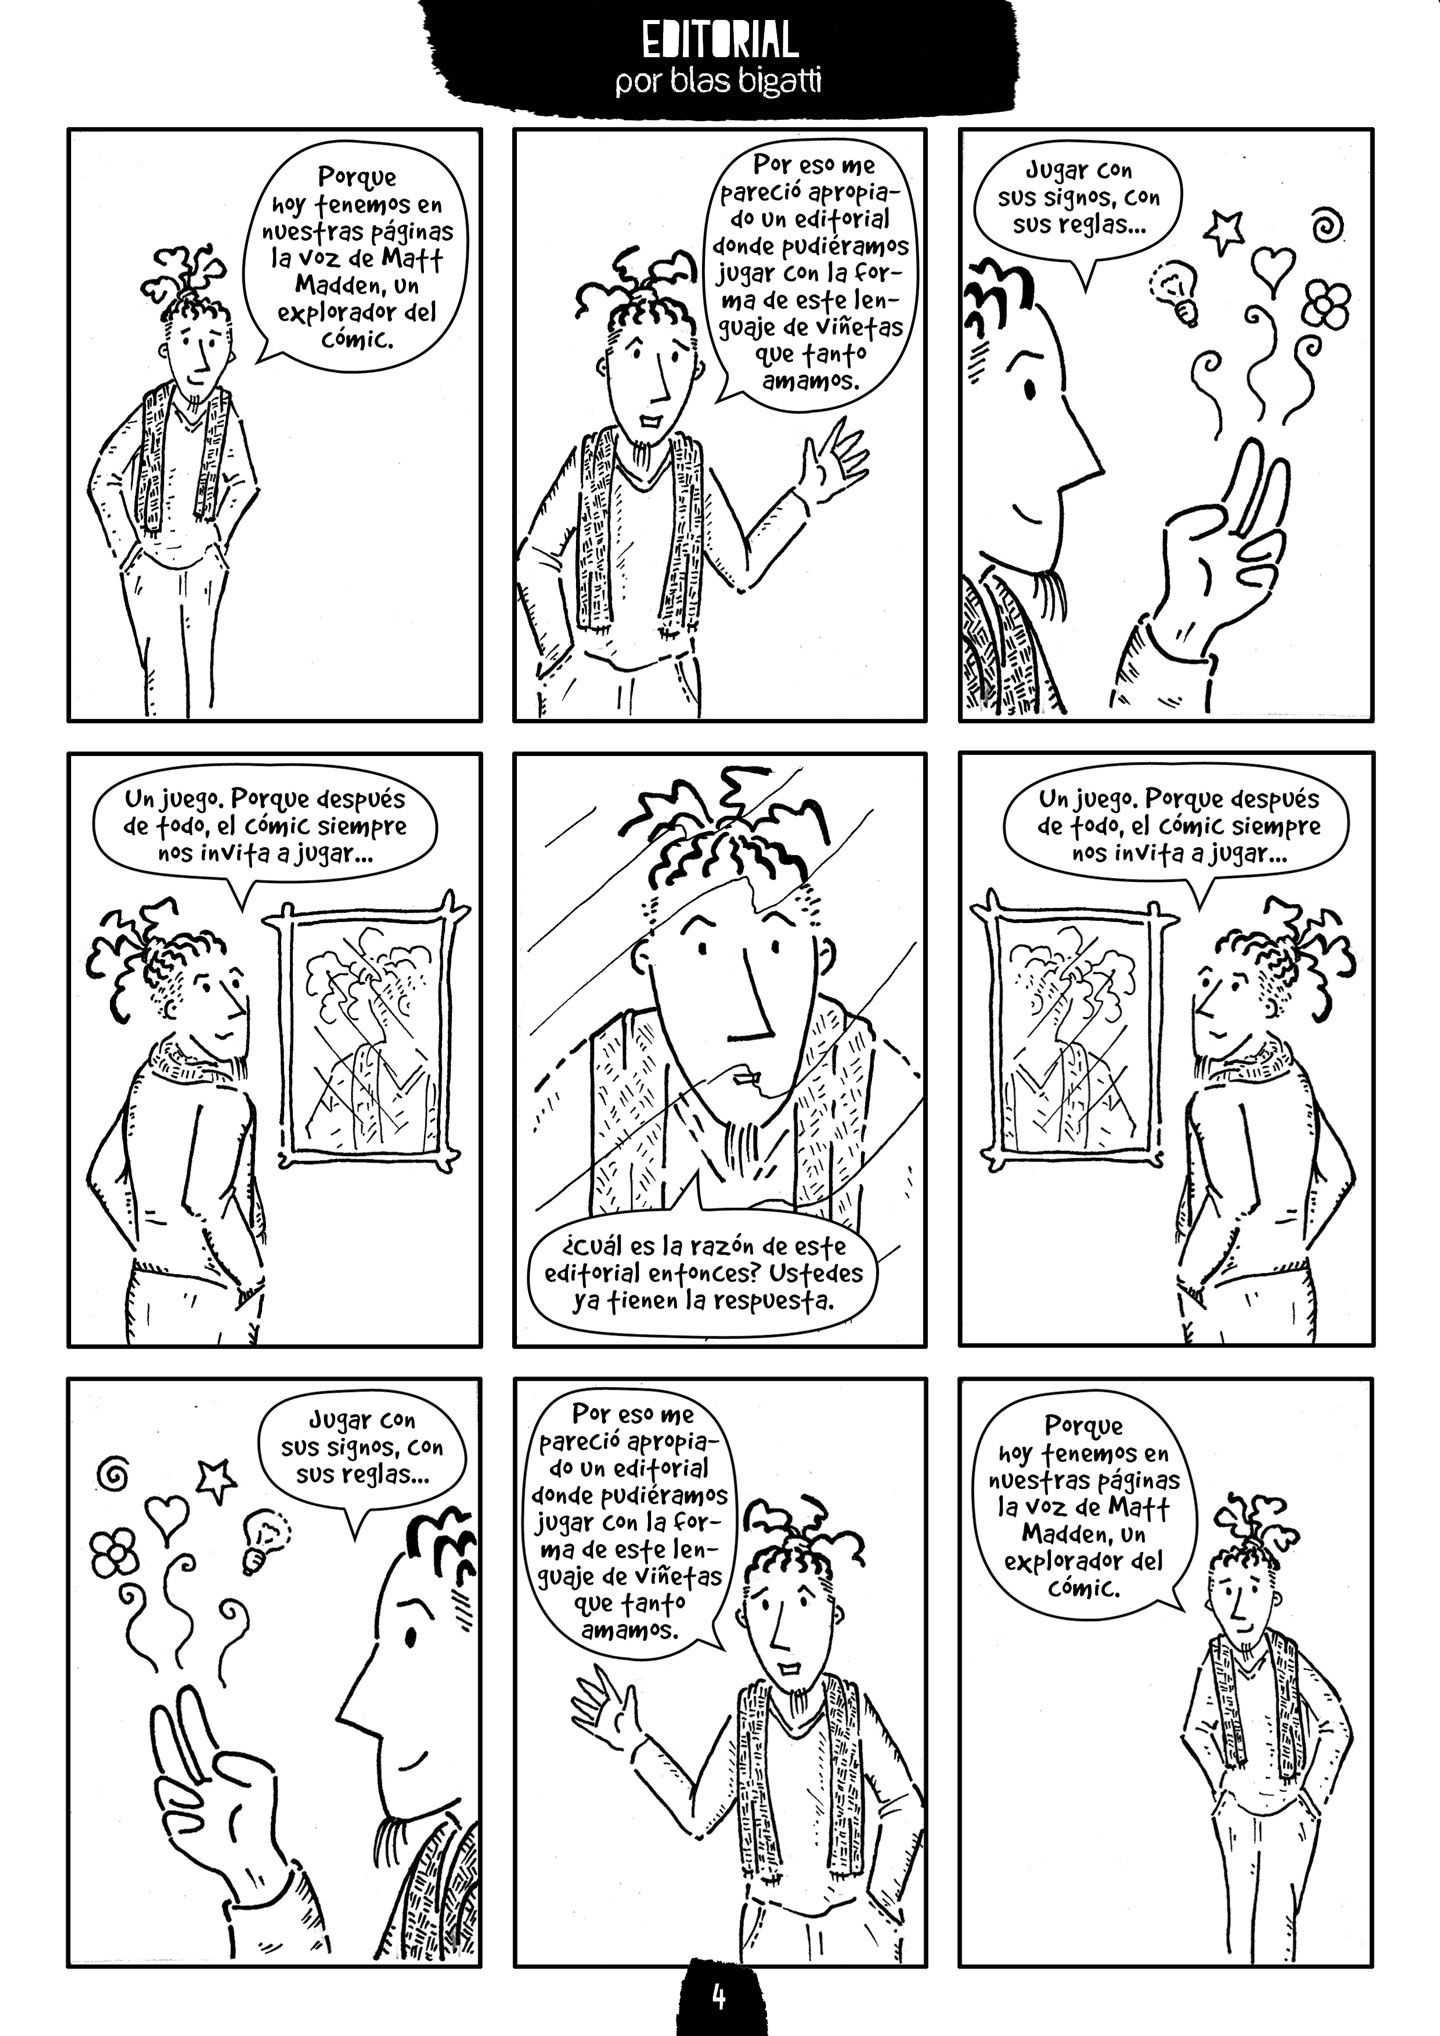 EDITORIAL
por blas bigatti
Porque
hoy tenemos en
nuestras páginas
la voz de Matt
Madden, un
explorador del
cómic.
Por eso me
pareció apropia-
do un editorial
donde pudiéramos
jugar con la for-
ma de este len-
guaje de viñetas
que tanto
amamos.
Jugar con
sus signos, con
sus reglas...
Un juego. Porque después
de todo, el cómic siempre
nos invita a jugar...
¿Cuál es la razón de este
editorial entonces? Ustedes
ya tienen la respuesta.
Un juego. Porque después
de todo, el cómic siempre
nos invita a jugar...
Jugar con
sus signos, con
sus reglas...
Por eso me
pareció apropia-
do un editorial
donde pudiéramos
jugar con la for-
ma de este len-
guaje de viñetas
que tanto
amamos.
Porque
hoy tenemos en
nuestras páginas
la voz de Matt
Madden, un
explorador del
cómic.
4